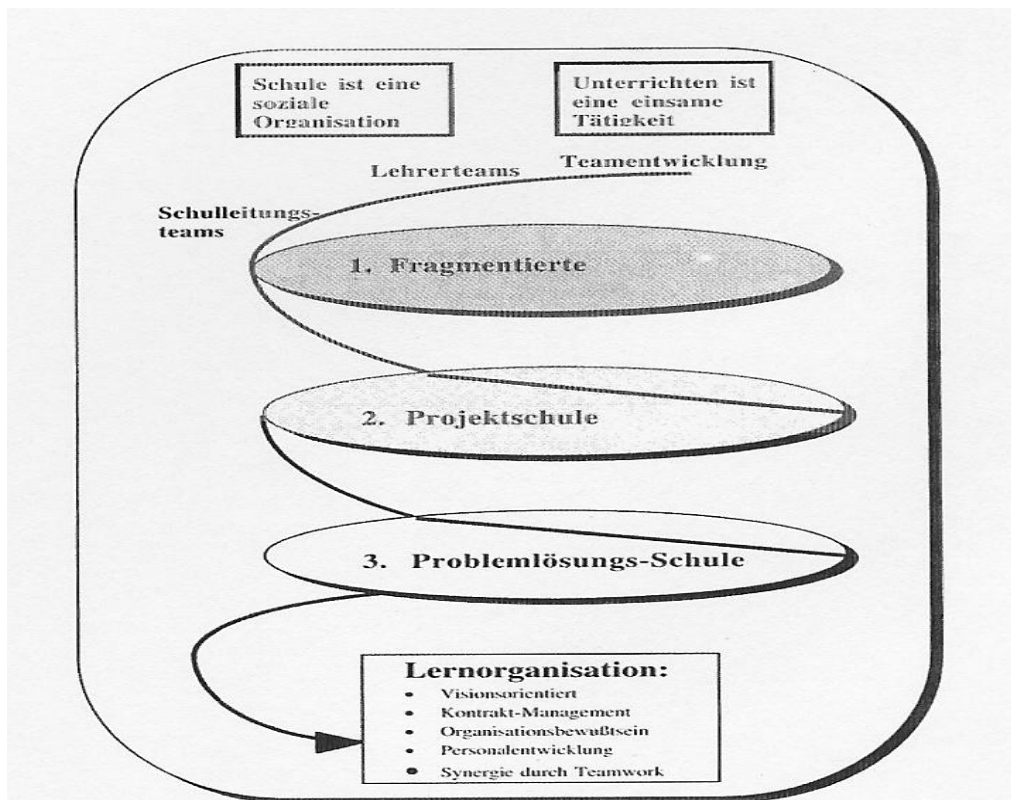 Schule ist eine
soziale
Organisation
Unterrichten ist
eine einsame
Tätigkeit
Teamentwicklung
Lehrerteams
Schulleitungs-
teams
1. Fragmentierte
2. Projektschule
3. Problemlösungs-Schule
Lernorganisation:
• Visionsorientiert
• Kontrakt-Management
• Organisationsbewußtsein
• Personalentwicklung
• Synergie durch Teamwork